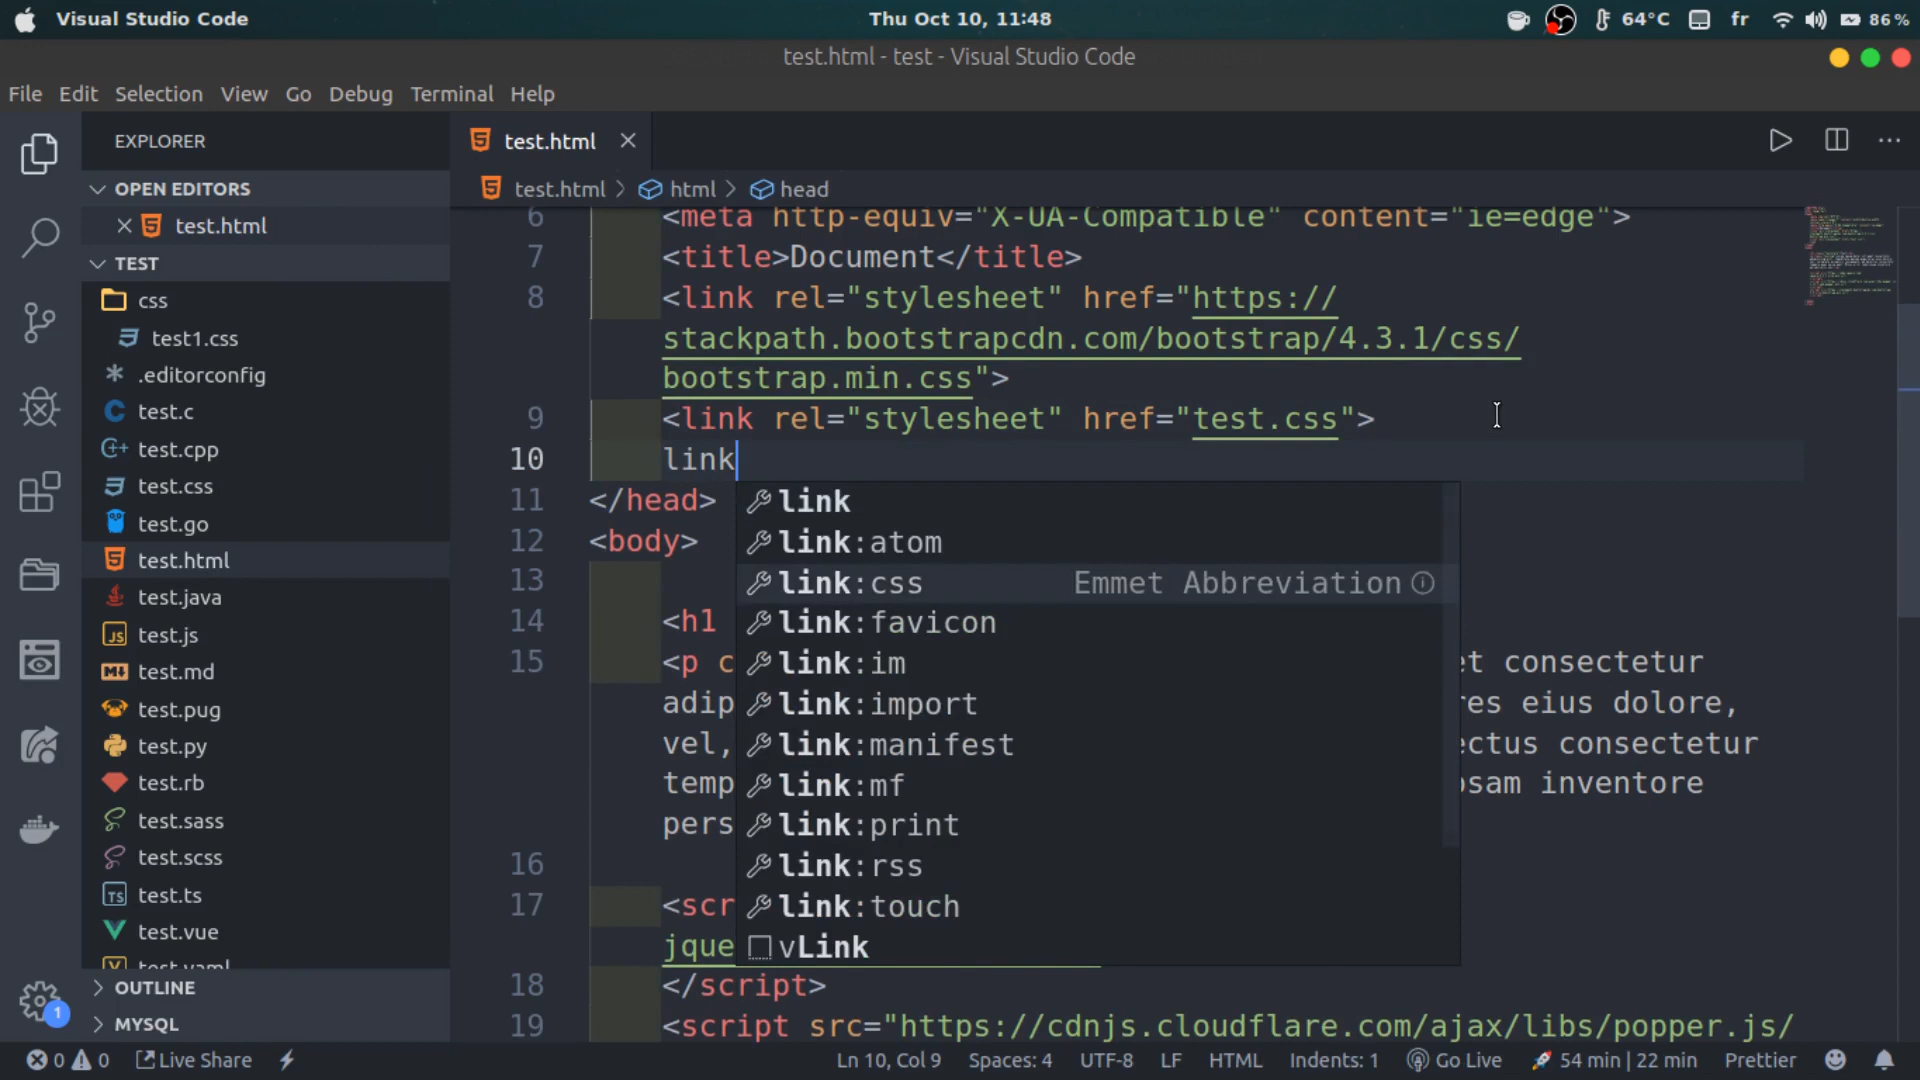 Visual Studio Code
Thu Oct 10, 11:48
64°C fr 86%
test.html - test - Visual Studio Code
File Edit Selection View Go Debug Terminal Help
EXPLORER
OPEN EDITORS
test.html
TEST
css
test1.css
.editorconfig
test.c
test.cpp
test.css
test.go
test.html
test.java
test.js
test.md
test.pug
test.py
test.rb
test.sass
test.scss
test.ts
test.vue
test.yaml
OUTLINE
MYSQL
1
test.html
test.html > html > head
6 <meta http-equiv="X-UA-Compatible" content="ie=edge">
7 <title>Document</title>
8 <link rel="stylesheet" href="https://
stackpath.bootstrapcdn.com/bootstrap/4.3.1/css/
bootstrap.min.css">
9 <link rel="stylesheet" href="test.css">
10 link
11 </head>
12 <body>
13
14 <h1
15 <p c et consectetur
adip res eius dolore,
vel, ectus consectetur
temp osam inventore
pers
16
17 <scr
jque
18 </script>
19 <script src="https://cdnjs.cloudflare.com/ajax/libs/popper.js/
link
link:atom
link:css Emmet Abbreviation
link:favicon
link:im
link:import
link:manifest
link:mf
link:print
link:rss
link:touch
vLink
0 0 Live Share Ln 10, Col 9 Spaces: 4 UTF-8 LF HTML Indents: 1 Go Live 54 min | 22 min Prettier